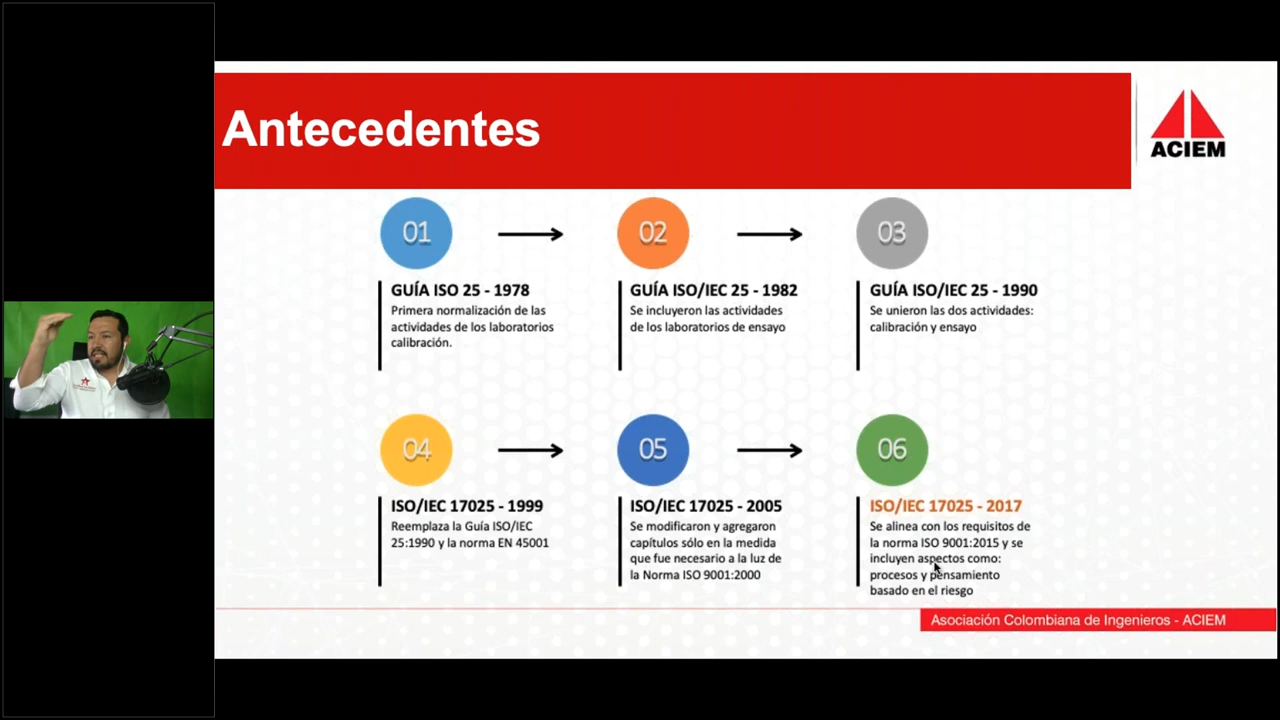 Antecedentes
ACIEM
01
02
03
GUÍA ISO 25 - 1978
Primera normalización de las
actividades de los laboratorios
calibración.
GUÍA ISO/IEC 25 - 1982
Se incluyeron las actividades
de los laboratorios de ensayo
GUÍA ISO/IEC 25 - 1990
Se unieron las dos actividades:
calibración y ensayo
04
05
06
ISO/IEC 17025 - 1999
Reemplaza la Guía ISO/IEC
25:1990 y la norma EN 45001
ISO/IEC 17025 - 2005
Se modificaron y agregaron
capítulos sólo en la medida
que fue necesario a la luz de
la Norma ISO 9001:2000
ISO/IEC 17025 - 2017
Se alinea con los requisitos de
la norma ISO 9001:2015 y se
incluyen aspectos como:
procesos y pensamiento
basado en el riesgo
Asociación Colombiana de Ingenieros - ACIEM